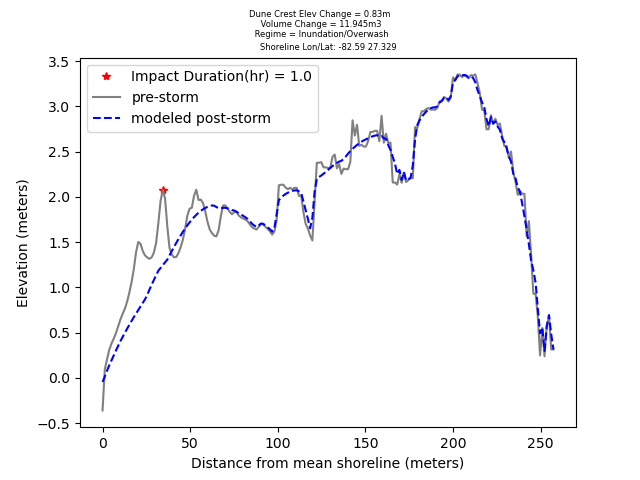 Dune Crest Elev Change = 0.83m
Volume Change = 11.945m3
Regime = Inundation/Overwash
Shoreline Lon/Lat: -82.59 27.329
Impact Duration(hr) = 1.0
pre-storm
modeled post-storm
3.5
3.0
2.5
2.0
1.5
1.0
0.5
0.0
−0.5
Elevation (meters)
0 50 100 150 200 250
Distance from mean shoreline (meters)